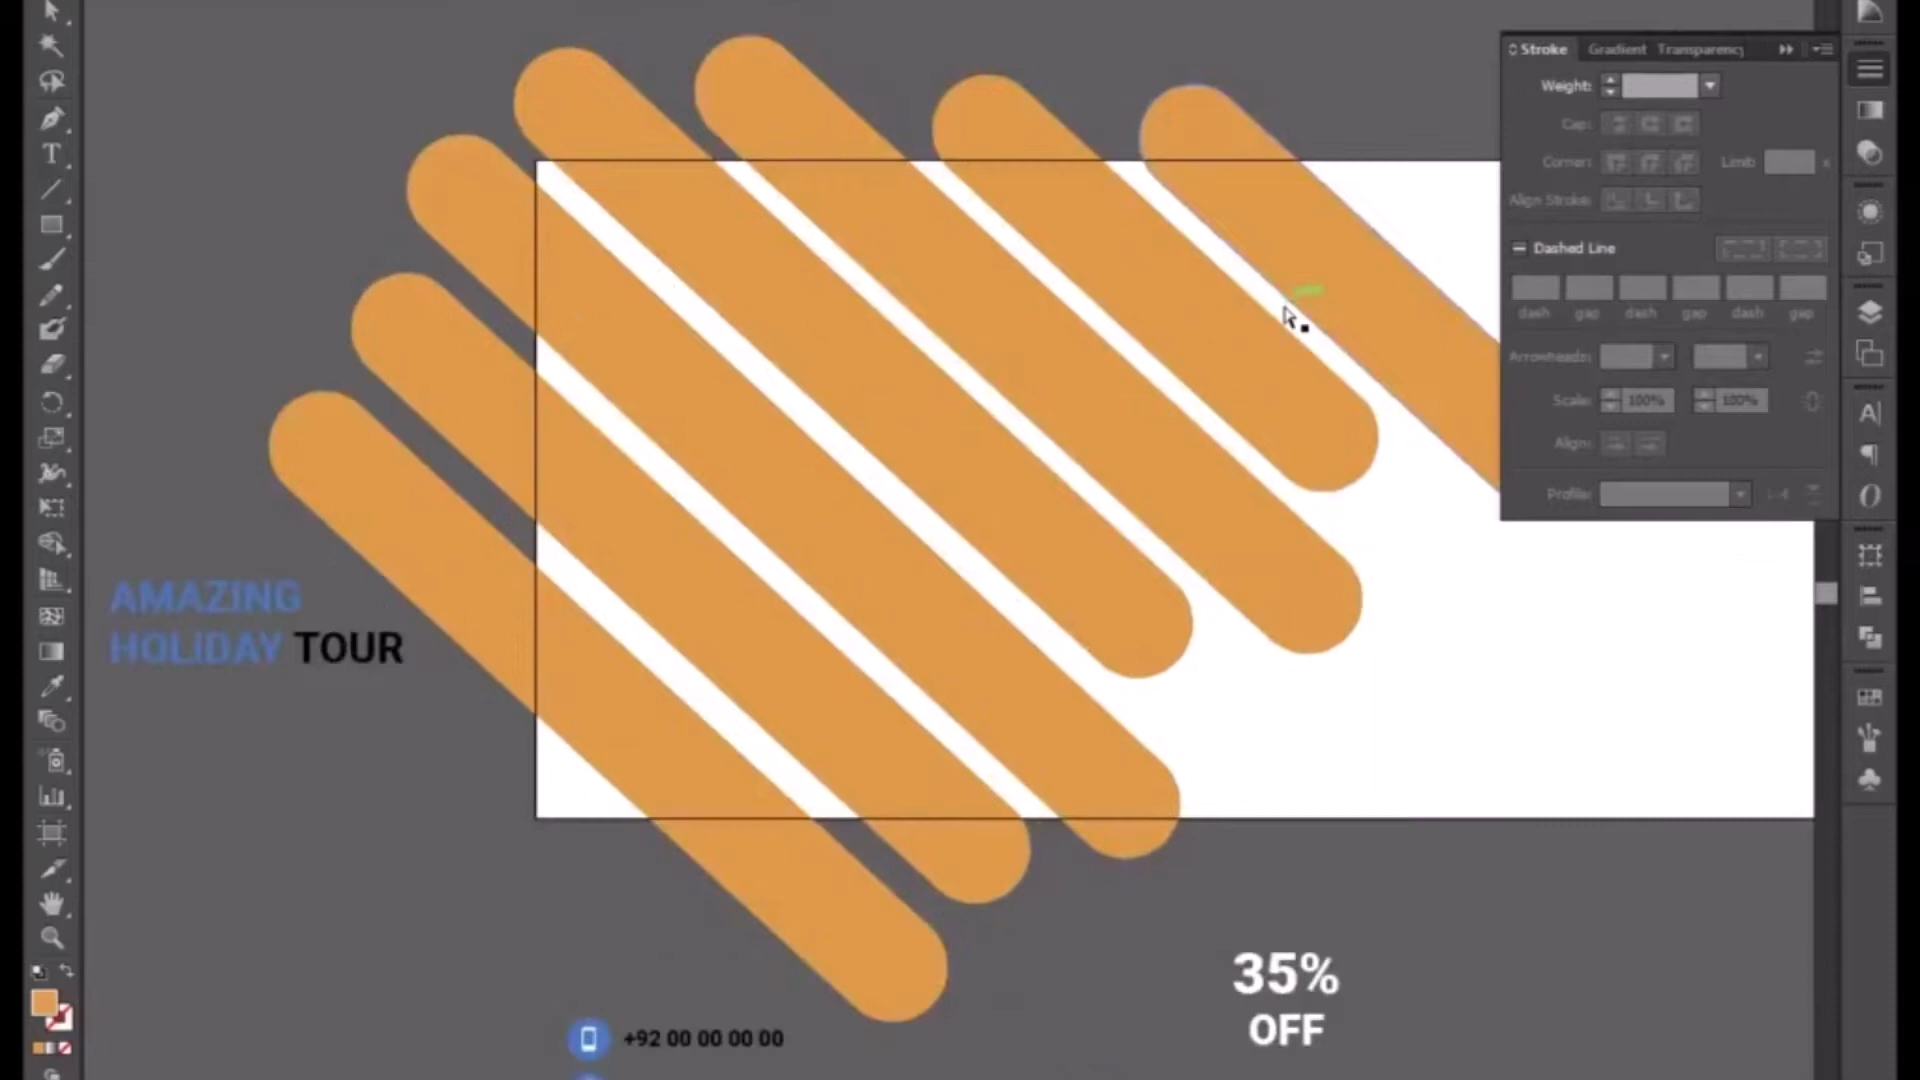 Stroke Gradient Transparency
Weight:
Cap:
Corner: Limit: x
Align Stroke:
Dashed Line
dash gap dash gap dash gap
Arrowheads:
Scale: 100% 100%
Align:
Profile:
AMAZING
HOLIDAY TOUR
35%
OFF
+92 00 00 00 00